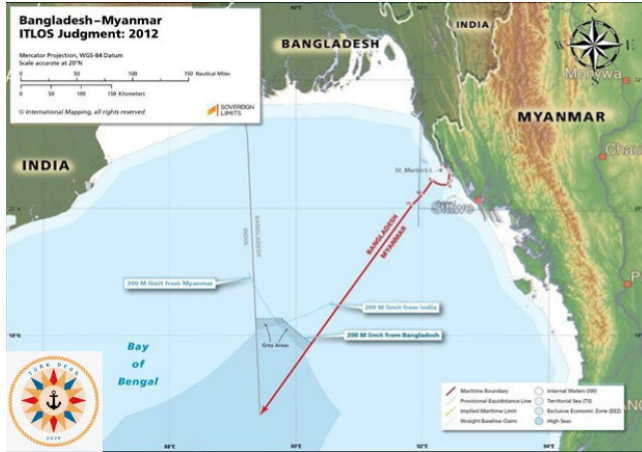 Bangladesh–Myanmar
ITLOS Judgment: 2012
Mercator Projection, WGS-84 Datum
Scale accurate at 20°N
0 50 100 150 Nautical Miles
0 50 100 150 Kilometers
© International Mapping, all rights reserved
SOVEREIGN
LIMITS
BANGLADESH
INDIA
Monywa
MYANMAR
INDIA
Chau
St. Martin's I.
Sittwe
BANGLADESH
MYANMAR
INDIA
BANGLADESH
200 M limit from Myanmar
200 M limit from India
200 M limit from Bangladesh
Grey Areas
Bay
of
Bengal
TÜRK DEGS
2020
Maritime Boundary
Provisional Equidistance Line
Implied Maritime Limit
Straight Baseline Claim
Internal Waters (IW)
Territorial Sea (TS)
Exclusive Economic Zone (EEZ)
High Seas
88°E
90°E
92°E